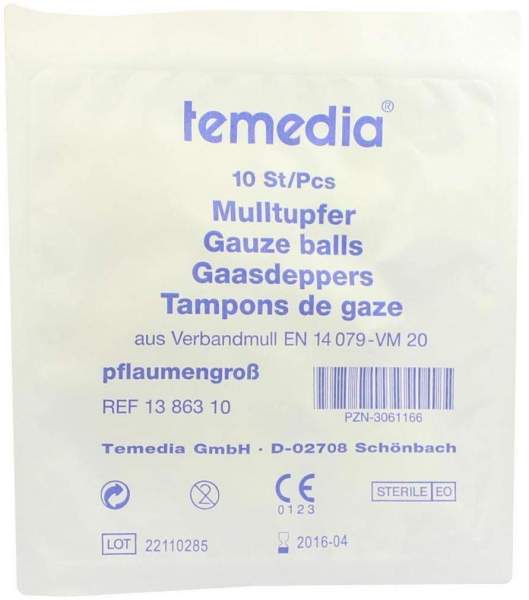 temedia®
10 St/Pcs
Mulltupfer
Gauze balls
Gaasdeppers
Tampons de gaze
aus Verbandmull EN 14 079-VM 20
pflaumengroß
REF 13 863 10
PZN-3061166
Temedia GmbH · D-02708 Schönbach
2
CE
0123
STERILE EO
LOT 22110285
2016-04